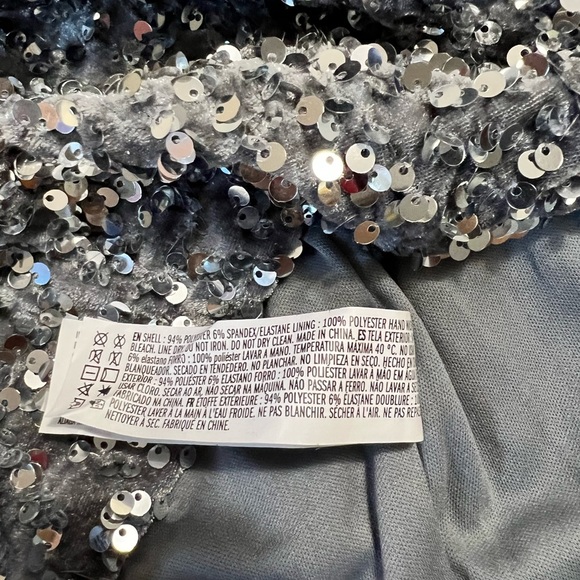 EN SHELL : 94% POLYESTER 6% SPANDEX/ELASTANE LINING : 100% POLYESTER HAND
BLEACH. LINE DRY DO NOT IRON. DO NOT DRY CLEAN. MADE IN CHINA. ES TELA EXTERIOR
6% elastano FORRO : 100% poliéster LAVAR A MANO. TEMPERATURA MÁXIMA 40 °C. NO
BLANQUEADOR. SECADO EN TENDEDERO. NO PLANCHAR. NO LIMPIEZA EN SECO. HECHO EN
EXTERIOR : 94% POLIÉSTER 6% ELASTANO FORRO : 100% POLIÉSTER LAVAR A MÃO EM
USAR SECAR AO AR, NÃO SECAR NA MÁQUINA, NÃO PASSAR A FERRO. NÃO LAVAR A
FABRICADO NA CHINA. FR ÉTOFFE EXTÉRIEURE : 94% POLYESTER 6% ÉLASTANE DOUBLURE :
POLYESTER LAVER À LA MAIN À L'EAU FROIDE. NE PAS BLANCHIR. SÉCHER À L'AIR. NE PAS
NETTOYER À SEC. FABRIQUÉ EN CHINE.